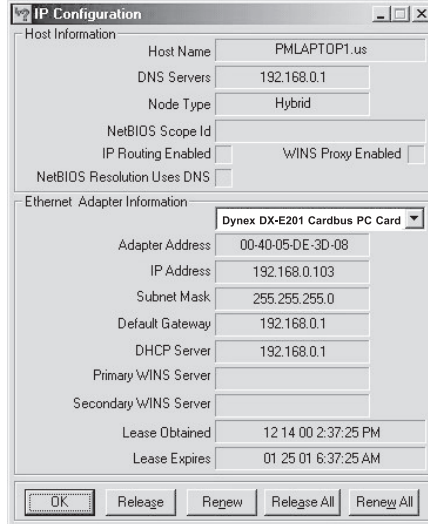 IP Configuration
Host Information
Host Name PMLAPTOP1.us
DNS Servers 192.168.0.1
Node Type Hybrid
NetBIOS Scope Id
IP Routing Enabled WINS Proxy Enabled
NetBIOS Resolution Uses DNS
Ethernet Adapter Information
Dynex DX-E201 Cardbus PC Card
Adapter Address 00-40-05-DE-3D-08
IP Address 192.168.0.103
Subnet Mask 255.255.255.0
Default Gateway 192.168.0.1
DHCP Server 192.168.0.1
Primary WINS Server
Secondary WINS Server
Lease Obtained 12 14 00 2:37:25 PM
Lease Expires 01 25 01 6:37:25 AM
OK Release Renew Release All Renew All